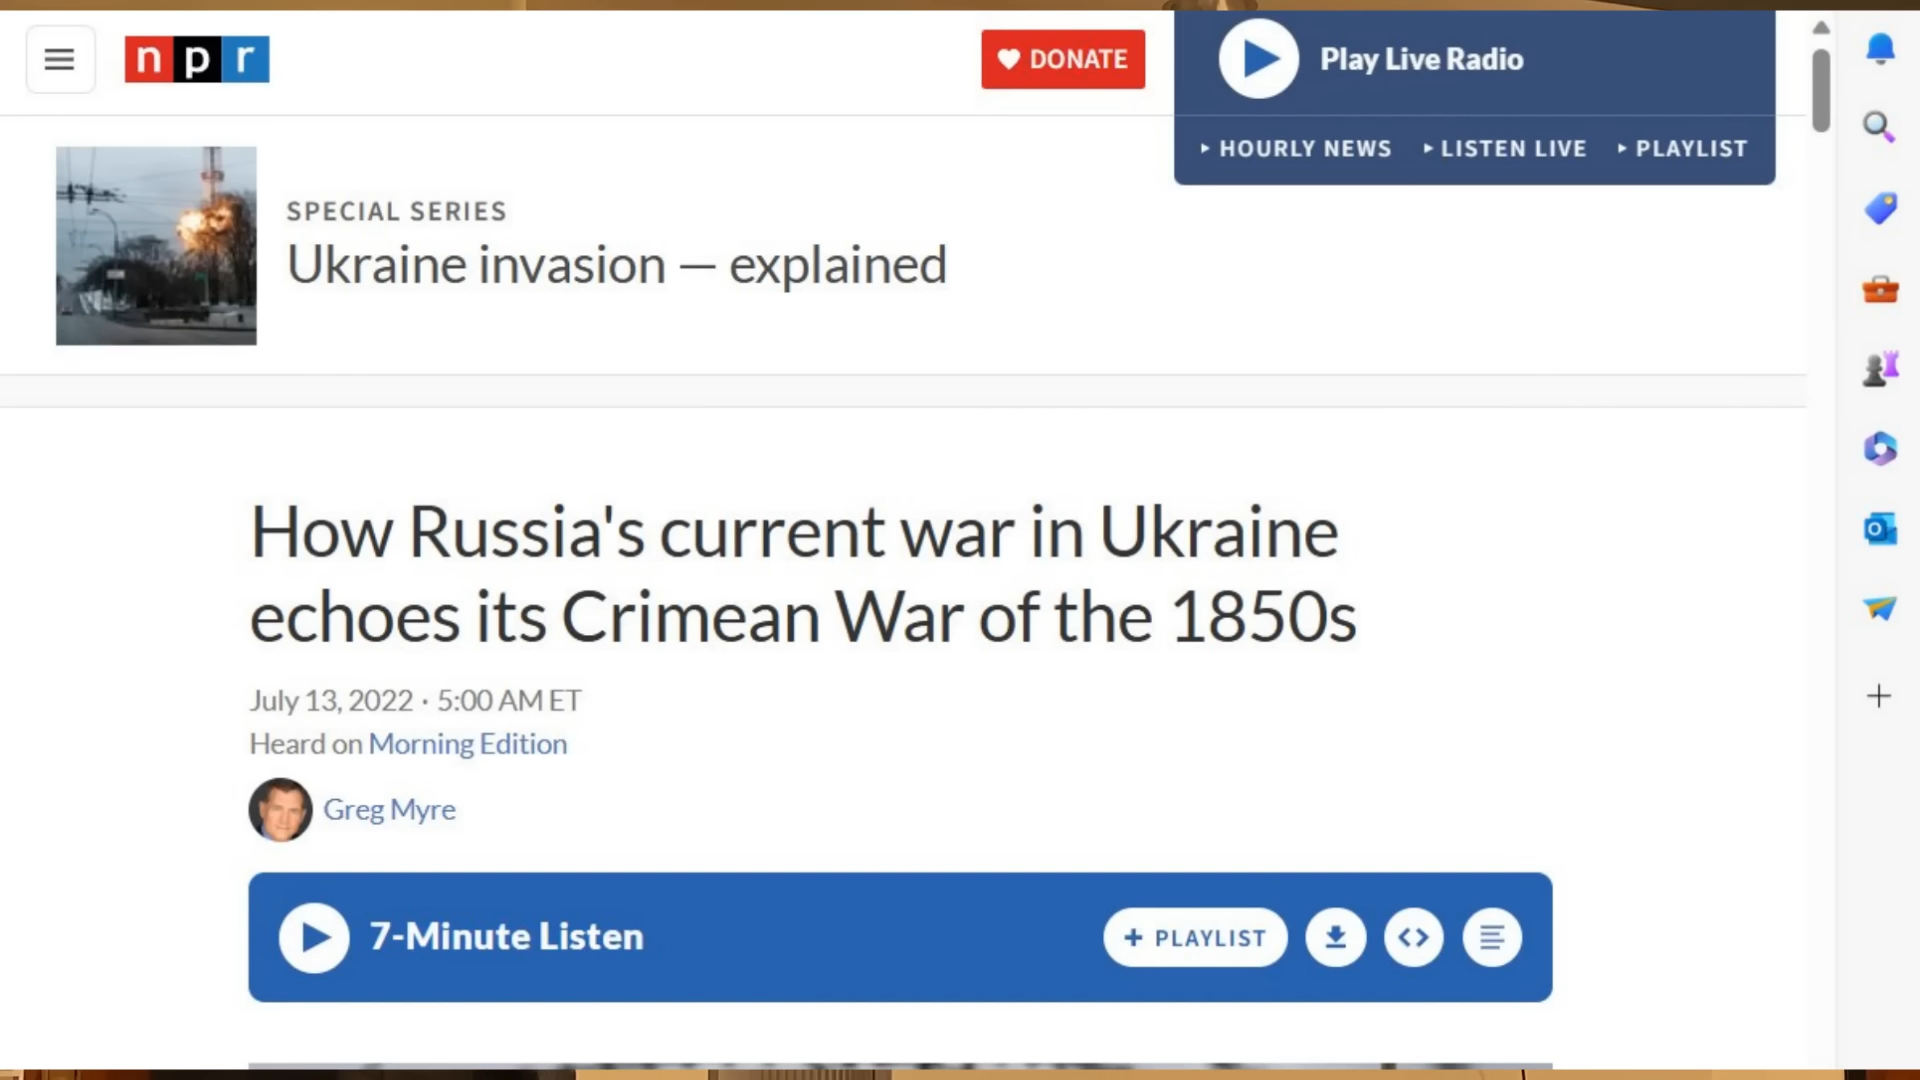 npr
DONATE
Play Live Radio
HOURLY NEWS
LISTEN LIVE
PLAYLIST
SPECIAL SERIES
Ukraine invasion — explained
How Russia's current war in Ukraine
echoes its Crimean War of the 1850s
July 13, 2022 · 5:00 AM ET
Heard on Morning Edition
Greg Myre
7-Minute Listen
+ PLAYLIST